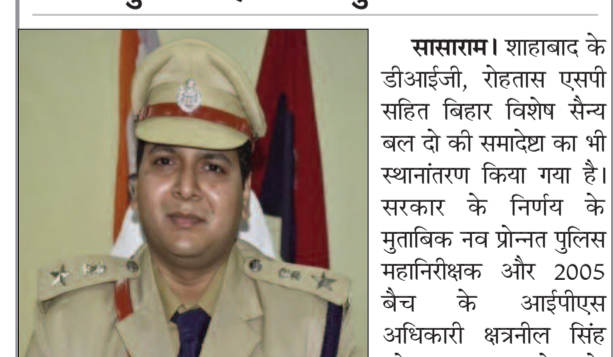 सासाराम। शाहाबाद के
डीआईजी, रोहतास एसपी
सहित बिहार विशेष सैन्य
बल दो की समादेष्टा का भी
स्थानांतरण किया गया है।
सरकार के निर्णय के
मुताबिक नव प्रोन्नत पुलिस
महानिरीक्षक और 2005
बैच के आईपीएस
अधिकारी क्षत्रनील सिंह